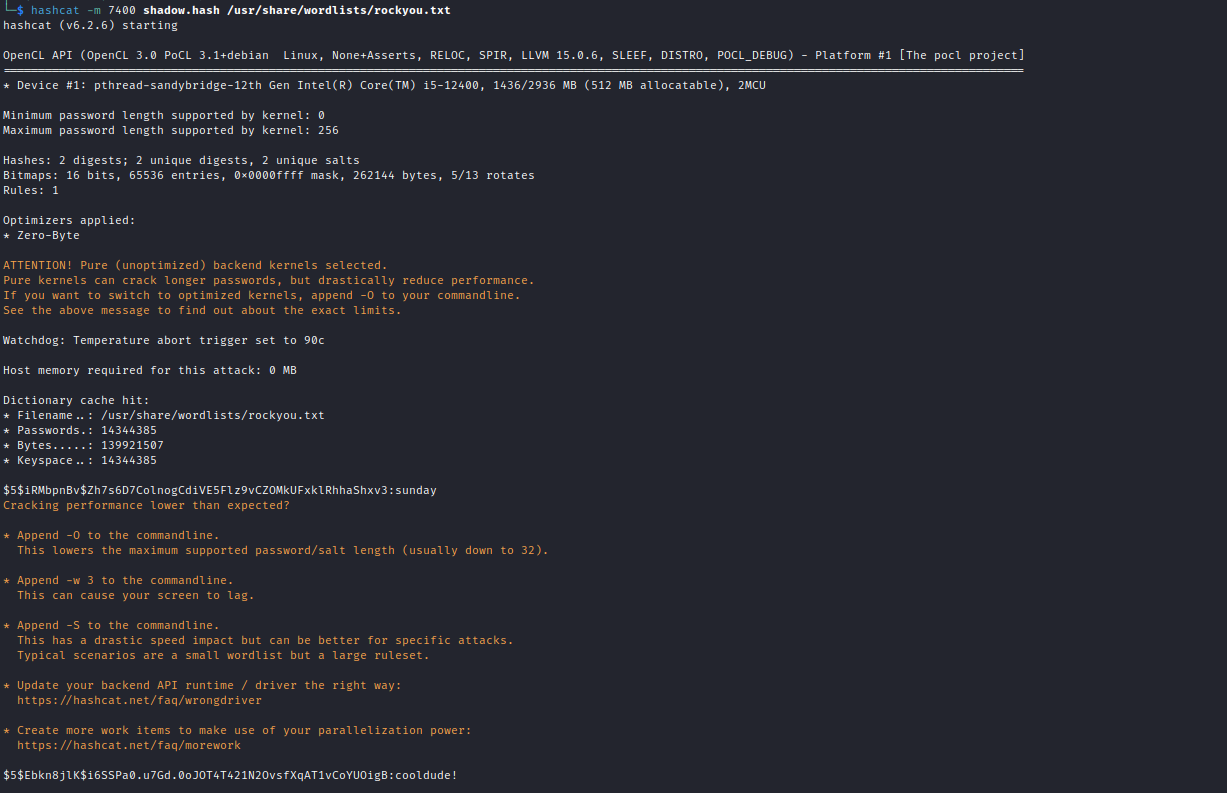 └─$ hashcat -m 7400 shadow.hash /usr/share/wordlists/rockyou.txt
hashcat (v6.2.6) starting
OpenCL API (OpenCL 3.0 PoCL 3.1+debian  Linux, None+Asserts, RELOC, SPIR, LLVM 15.0.6, SLEEF, DISTRO, POCL_DEBUG) - Platform #1 [The pocl project]
==================================================================================================================================================
* Device #1: pthread-sandybridge-12th Gen Intel(R) Core(TM) i5-12400, 1436/2936 MB (512 MB allocatable), 2MCU
Minimum password length supported by kernel: 0
Maximum password length supported by kernel: 256
Hashes: 2 digests; 2 unique digests, 2 unique salts
Bitmaps: 16 bits, 65536 entries, 0x0000ffff mask, 262144 bytes, 5/13 rotates
Rules: 1
Optimizers applied:
* Zero-Byte
ATTENTION! Pure (unoptimized) backend kernels selected.
Pure kernels can crack longer passwords, but drastically reduce performance.
If you want to switch to optimized kernels, append -O to your commandline.
See the above message to find out about the exact limits.
Watchdog: Temperature abort trigger set to 90c
Host memory required for this attack: 0 MB
Dictionary cache hit:
* Filename..: /usr/share/wordlists/rockyou.txt
* Passwords.: 14344385
* Bytes.....: 139921507
* Keyspace..: 14344385
$5$iRMbpnBv$Zh7s6D7ColnogCdiVE5Flz9vCZOMkUFxklRhhaShxv3:sunday
Cracking performance lower than expected?
* Append -O to the commandline.
  This lowers the maximum supported password/salt length (usually down to 32).
* Append -w 3 to the commandline.
  This can cause your screen to lag.
* Append -S to the commandline.
  This has a drastic speed impact but can be better for specific attacks.
  Typical scenarios are a small wordlist but a large ruleset.
* Update your backend API runtime / driver the right way:
  https://hashcat.net/faq/wrongdriver
* Create more work items to make use of your parallelization power:
  https://hashcat.net/faq/morework
$5$Ebkn8jlK$i6SSPa0.u7Gd.0oJOT4T421N2OvsfXqAT1vCoYUOigB:cooldude!